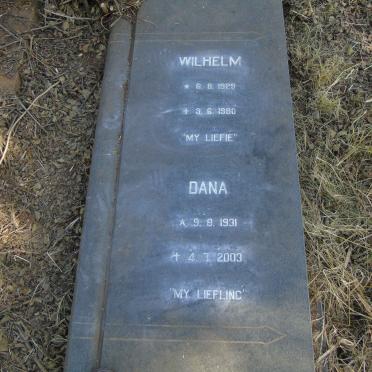 WILHELM
* 6. 8. 1929
+ 3. 6. 1980
"MY LIEFIE"
DANA
A 9. 9. 1931
+ 4. 7. 2003
"MY LIEFLING"